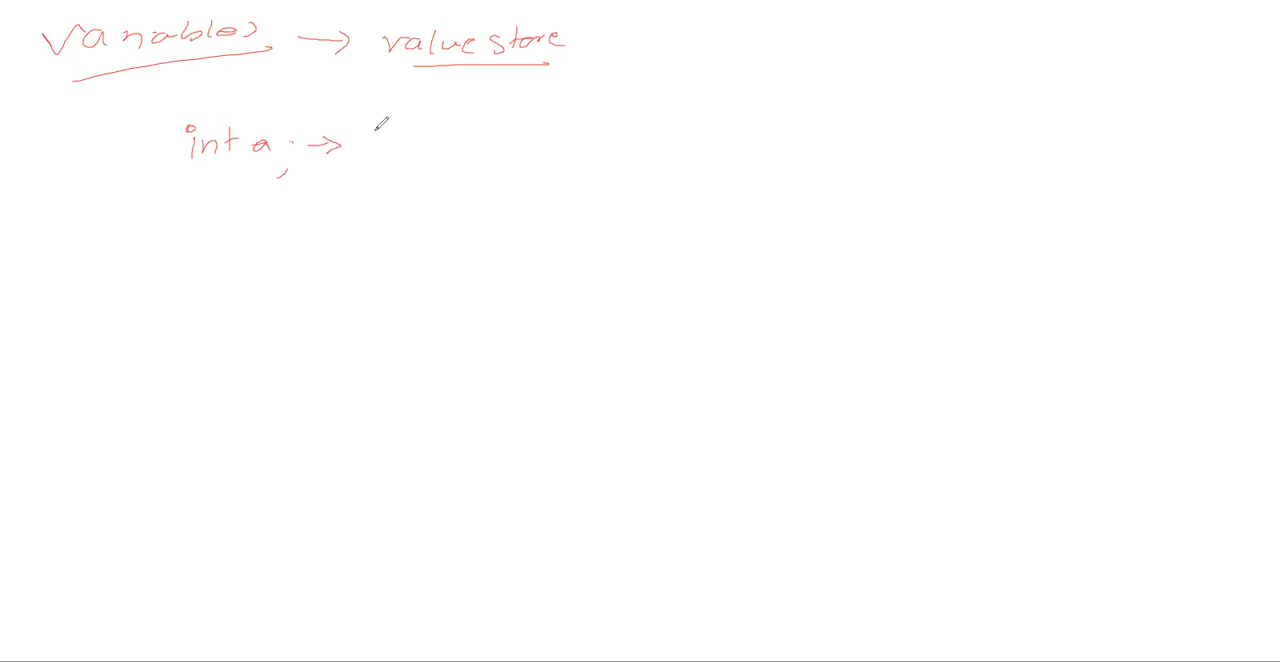 Variables → value store
int a ; →